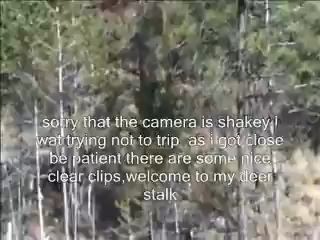 sorry that the camera is shakey i
wat trying not to trip  as i got close
be patient there are some nice
clear clips,welcome to my deer
stalk